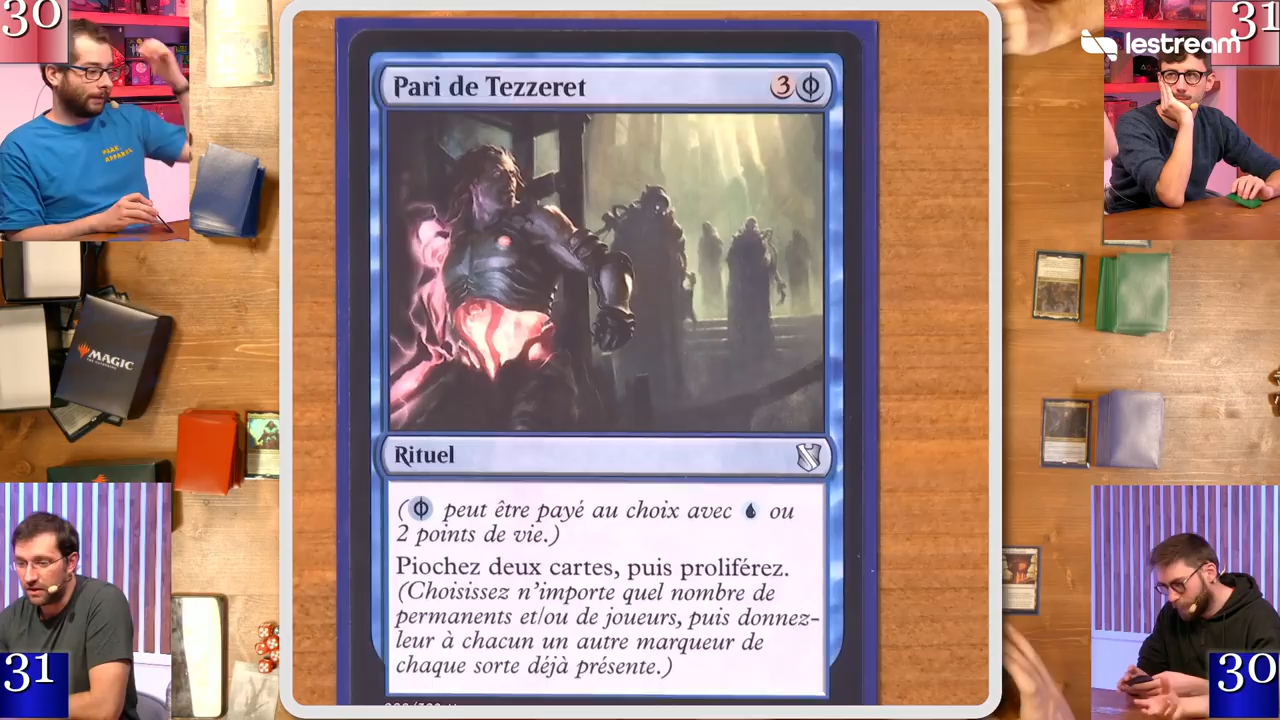 30
31
lestream
PARK
APPAREL
Pari de Tezzeret
3
MAGIC
Rituel
( peut être payé au choix avec ou
2 points de vie.)
Piochez deux cartes, puis proliférez.
(Choisissez n'importe quel nombre de
permanents et/ou de joueurs, puis donnez-
leur à chacun un autre marqueur de
chaque sorte déjà présente.)
31
30